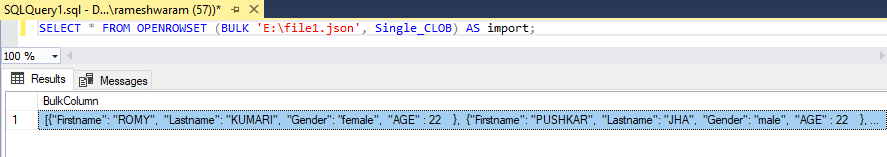 SQLQuery1.sql - D...\rameshwaram (57))*
SELECT * FROM OPENROWSET (BULK 'E:\file1.json', Single_CLOB) AS import;
100 %
Results Messages
BulkColumn
1 [{"Firstname": "ROMY", "Lastname": "KUMARI", "Gender": "female", "AGE" : 22 }, {"Firstname": "PUSHKAR", "Lastname": "JHA", "Gender": "male", "AGE" : 22 }, ...